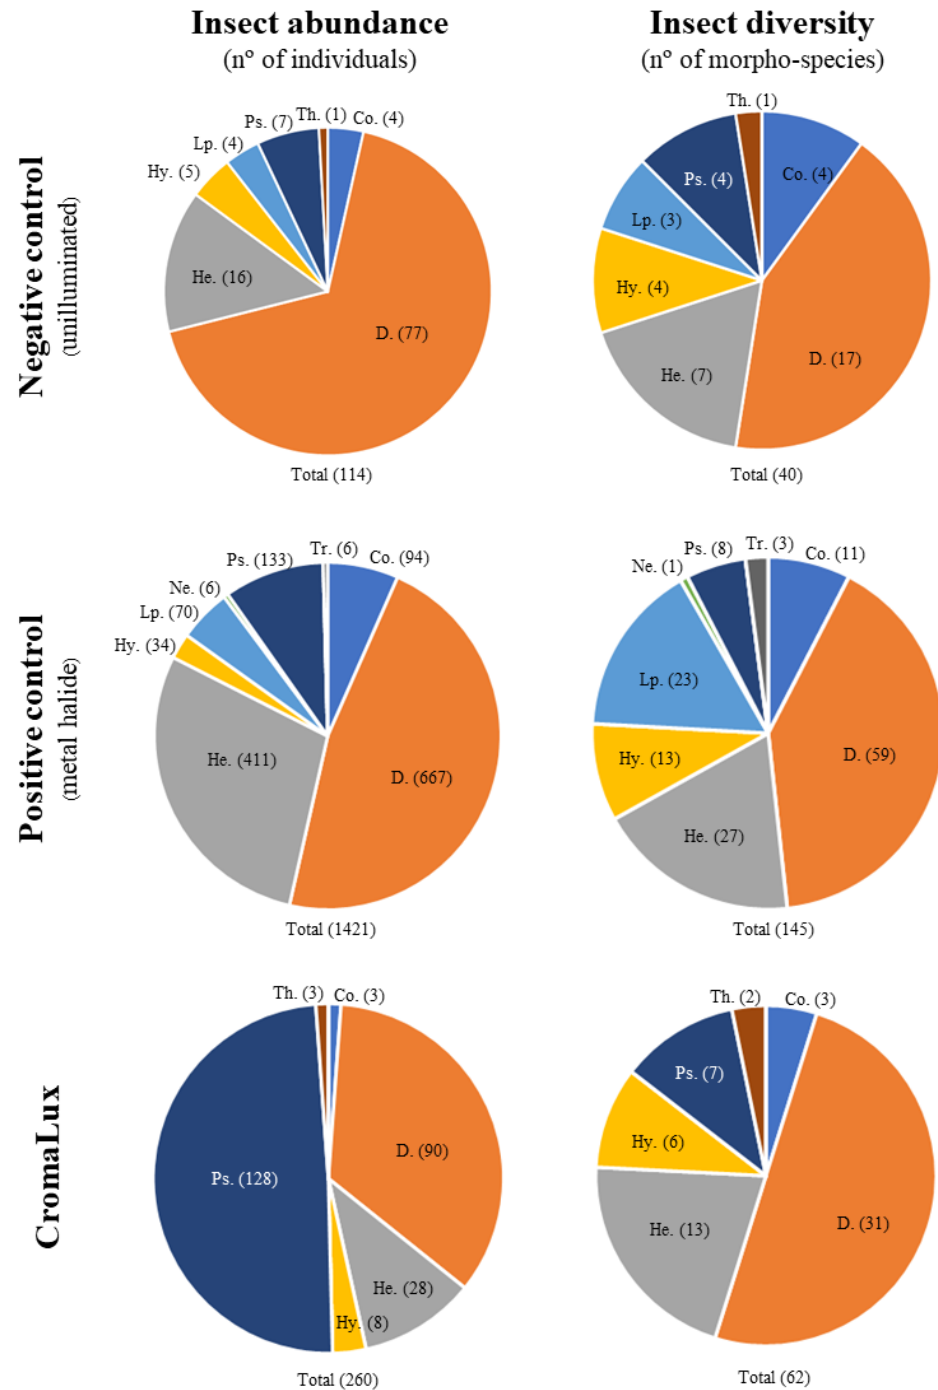 Insect abundance
(nº of individuals)
Insect diversity
(nº of morpho-species)
Negative control
(unilluminated)
Th. (1)
Co. (4)
Ps. (7)
Lp. (4)
Hy. (5)
He. (16)
D. (77)
Total (114)
Th. (1)
Co. (4)
Ps. (4)
Lp. (3)
Hy. (4)
He. (7)
D. (17)
Total (40)
Positive control
(metal halide)
Tr. (6)
Co. (94)
Ps. (133)
Ne. (6)
Lp. (70)
Hy. (34)
He. (411)
D. (667)
Total (1421)
Tr. (3)
Co. (11)
Ps. (8)
Ne. (1)
Lp. (23)
Hy. (13)
He. (27)
D. (59)
Total (145)
CromaLux
Th. (3)
Co. (3)
Ps. (128)
D. (90)
He. (28)
Hy. (8)
Total (260)
Th. (2)
Co. (3)
Ps. (7)
Hy. (6)
He. (13)
D. (31)
Total (62)